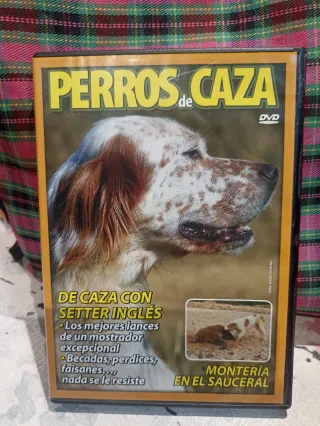 PERROS de CAZA
DVD
DE CAZA CON
SETTER INGLÉS
· Los mejores lances
de un mostrador
excepcional
· Becadas, perdices,
faisanes...,
nada se le resiste
MONTERÍA
EN EL SAUCERAL